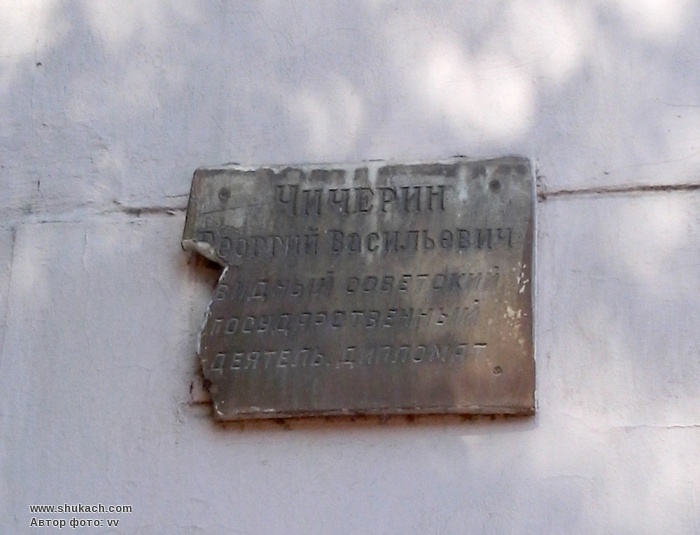 ЧИЧЕРИН
Георгий Васильевич
ВИДНЫЙ СОВЕТСКИЙ
ГОСУДАРСТВЕННЫЙ
ДЕЯТЕЛЬ. ДИПЛОМАТ.
www.shukach.com
Автор фото: vv